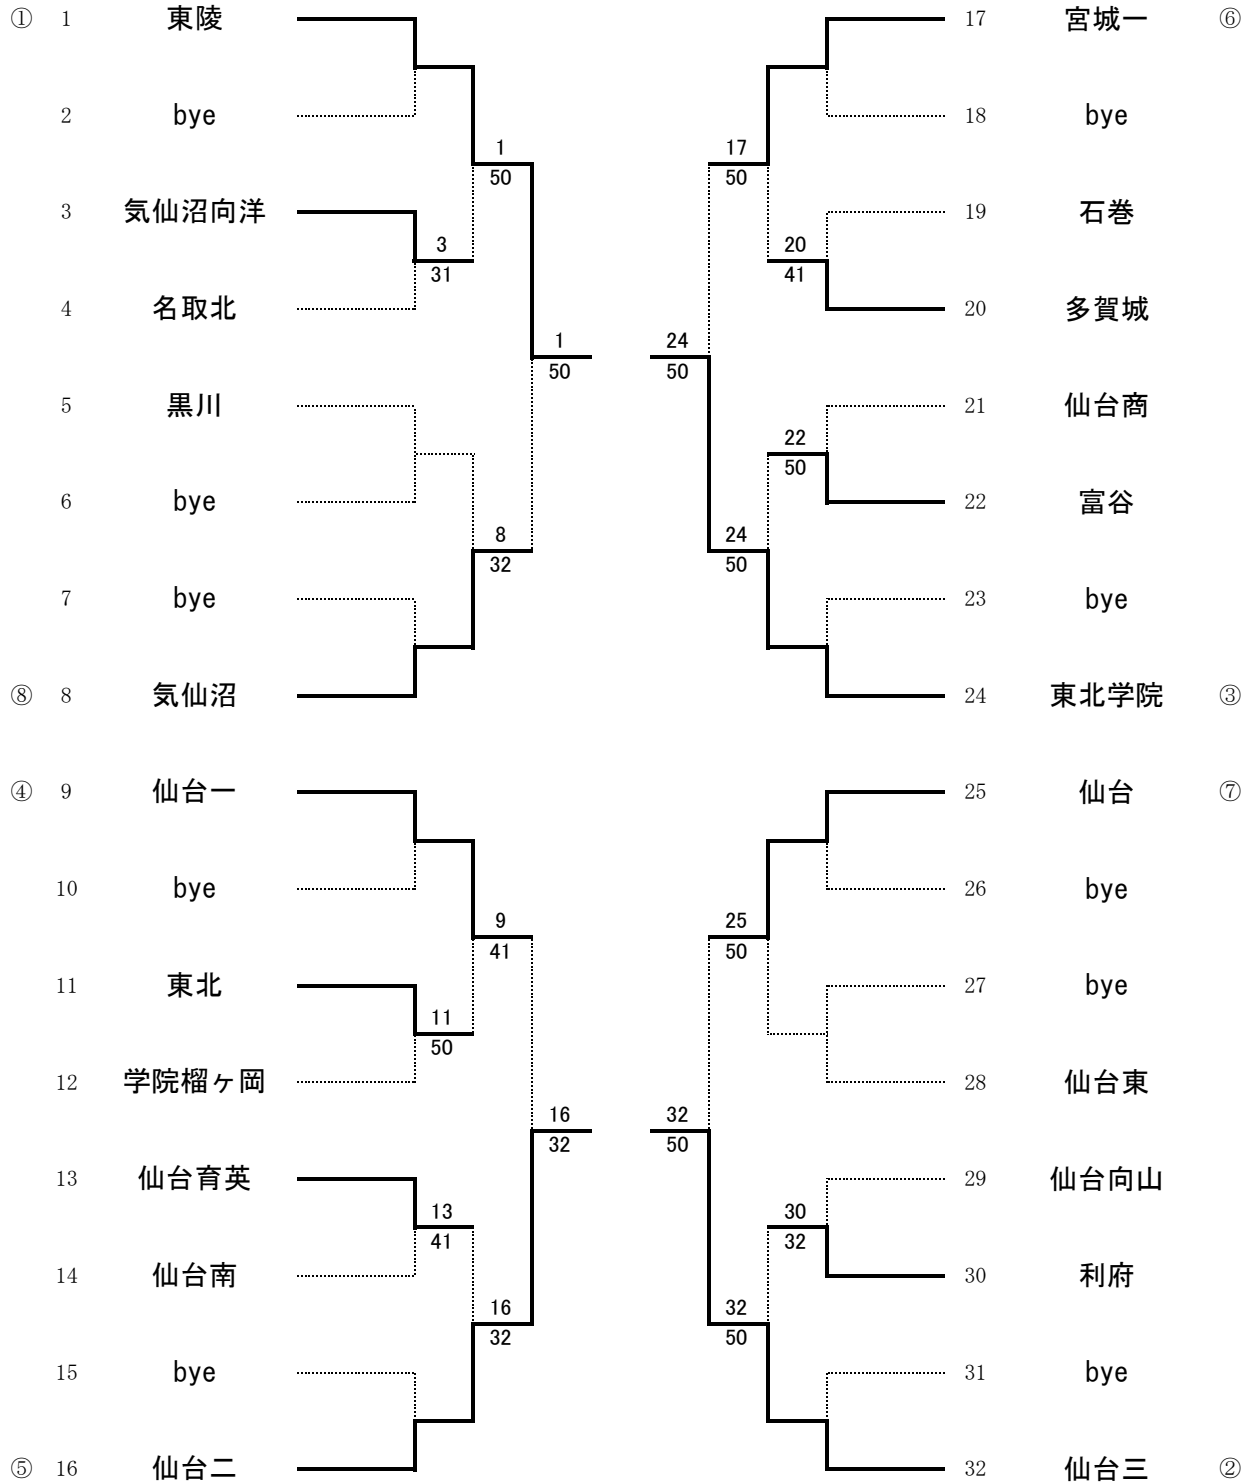 ① 1 東陵
2 bye
1
50
3 気仙沼向洋
3
31
4 名取北
1
50
5 黒川
6 bye
8
32
7 bye
⑧ 8 気仙沼
④ 9 仙台一
10 bye
9
41
11 東北
11
50
12 学院榴ヶ岡
16
32
13 仙台育英
13
41
14 仙台南
16
32
15 bye
⑤ 16 仙台二
17 宮城一 ⑥
18 bye
17
50
19 石巻
20
41
20 多賀城
24
50
21 仙台商
22
50
22 富谷
24
50
23 bye
24 東北学院 ③
25 仙台 ⑦
26 bye
25
50
27 bye
28 仙台東
32
50
29 仙台向山
30
32
30 利府
32
50
31 bye
32 仙台三 ②